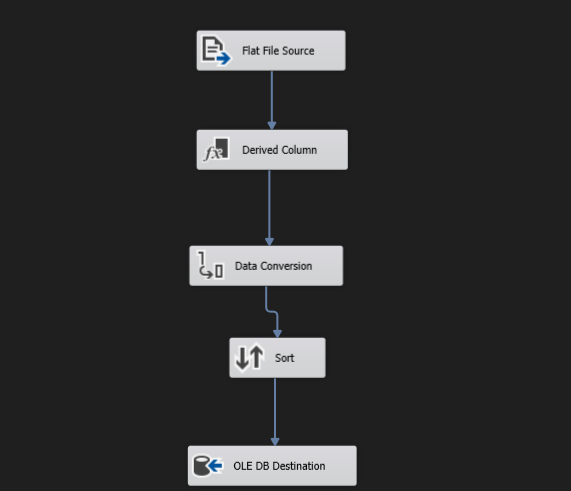 Flat File Source
Derived Column
Data Conversion
Sort
OLE DB Destination